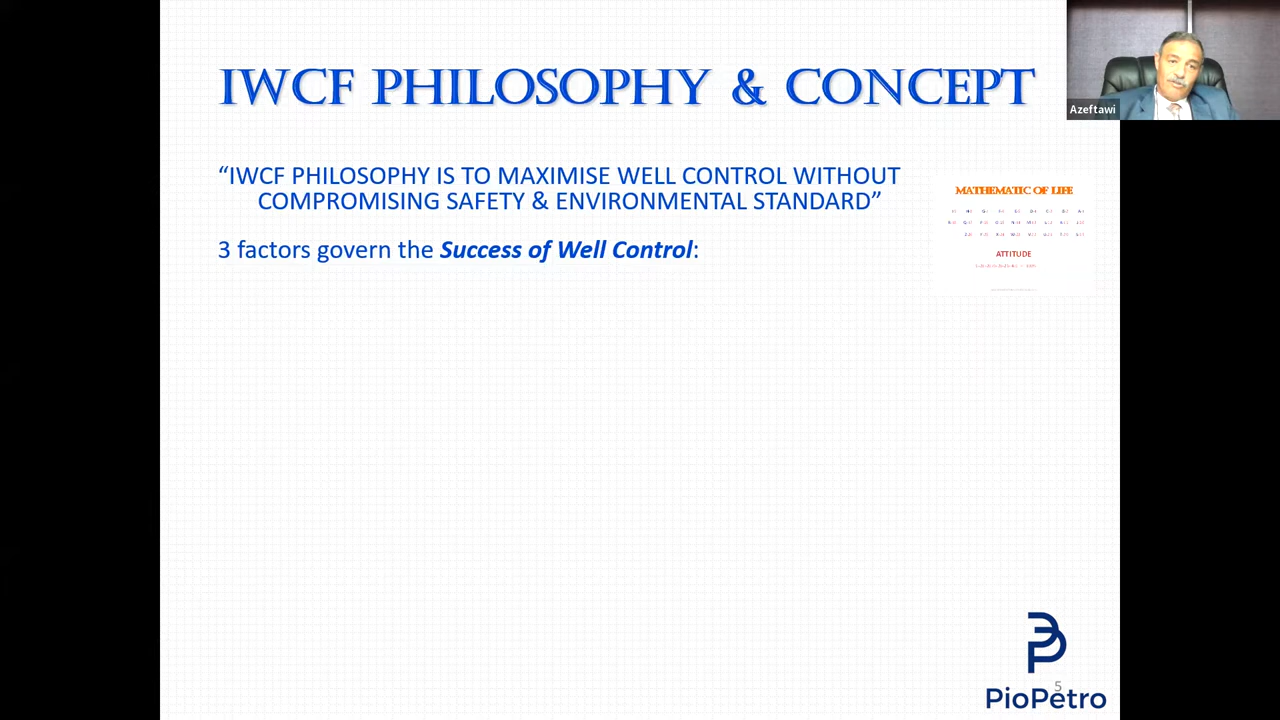 IWCF PHILOSOPHY & CONCEPT
Azeftawi
“IWCF PHILOSOPHY IS TO MAXIMISE WELL CONTROL WITHOUT
COMPROMISING SAFETY & ENVIRONMENTAL STANDARD”
MATHEMATIC OF LIFE
ATTITUDE
3 factors govern the Success of Well Control:
5
PioPetro